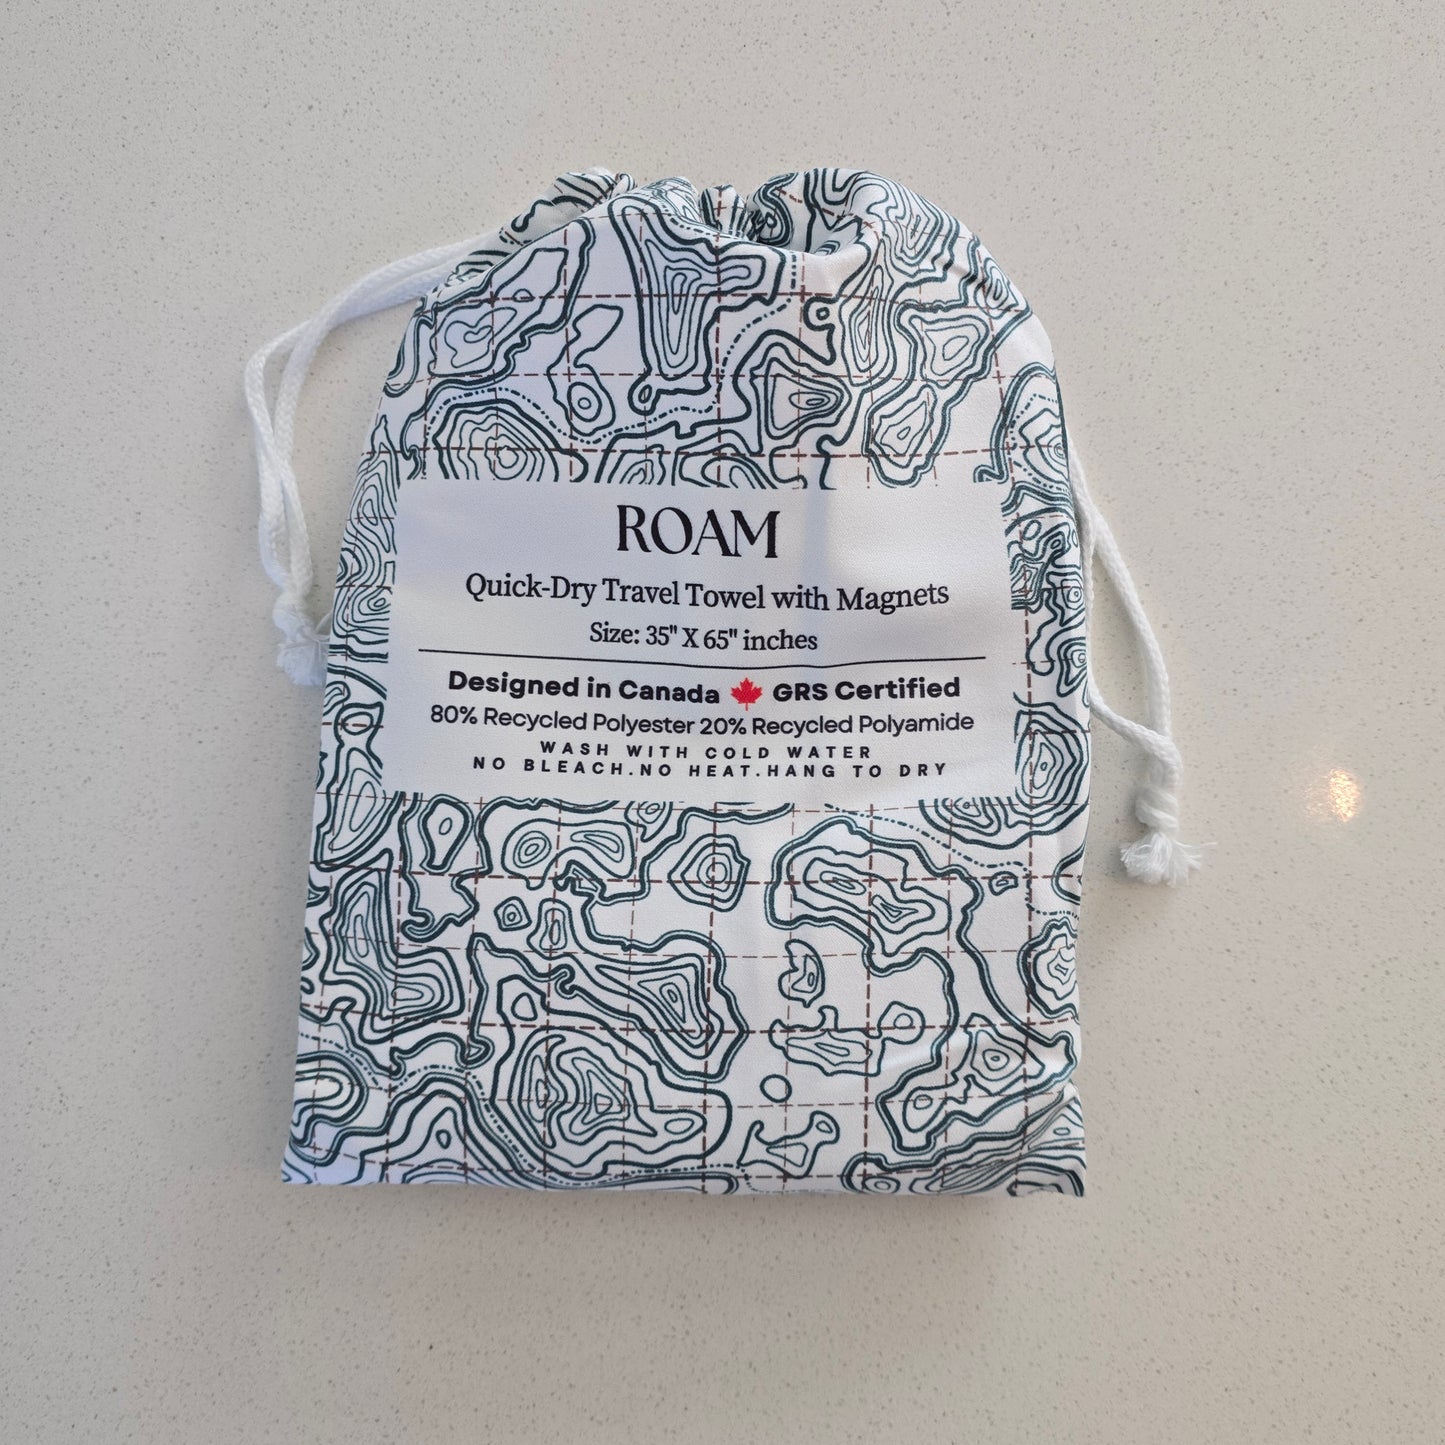 ROAM
Quick-Dry Travel Towel with Magnets
Size: 35" X 65" inches
Designed in Canada 🍁 GRS Certified
80% Recycled Polyester 20% Recycled Polyamide
WASH WITH COLD WATER
NO BLEACH.NO HEAT.HANG TO DRY